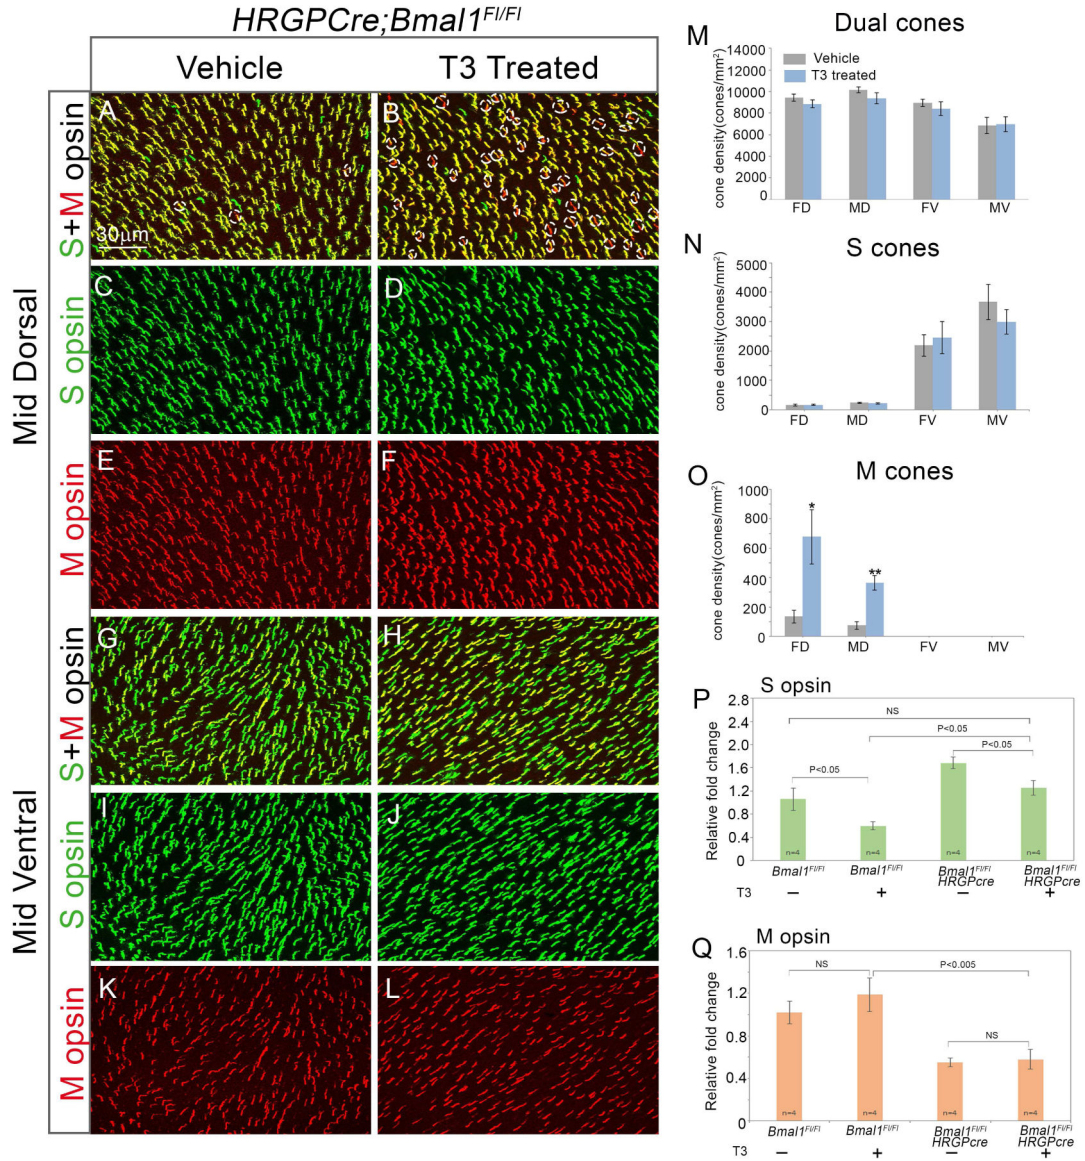 HRGPCre;Bmal1Fl/Fl
Vehicle
T3 Treated
Mid Dorsal
Mid Ventral
S+M opsin
S opsin
M opsin
S+M opsin
S opsin
M opsin
A
30μm
B
C
D
E
F
G
H
I
J
K
L
M
Dual cones
cone density(cones/mm²)
14000
12000
10000
8000
6000
4000
2000
0
Vehicle
T3 treated
FD MD FV MV
N
S cones
cone density(cones/mm²)
5000
4000
3000
2000
1000
0
FD MD FV MV
O
M cones
cone density(cones/mm²)
1000
800
600
400
200
0
*
**
FD MD FV MV
P
S opsin
Relative fold change
2.8
2.4
2.0
1.6
1.2
0.8
0.4
0
NS
P<0.05
P<0.05
P<0.05
n=4 n=4 n=4 n=4
Bmal1Fl/Fl Bmal1Fl/Fl Bmal1Fl/Fl Bmal1Fl/Fl
HRGPcre HRGPcre
T3 – + – +
Q
M opsin
Relative fold change
1.6
1.2
0.8
0.4
0
NS
P<0.005
NS
n=4 n=4 n=4 n=4
Bmal1Fl/Fl Bmal1Fl/Fl Bmal1Fl/Fl Bmal1Fl/Fl
HRGPcre HRGPcre
T3 – + – +